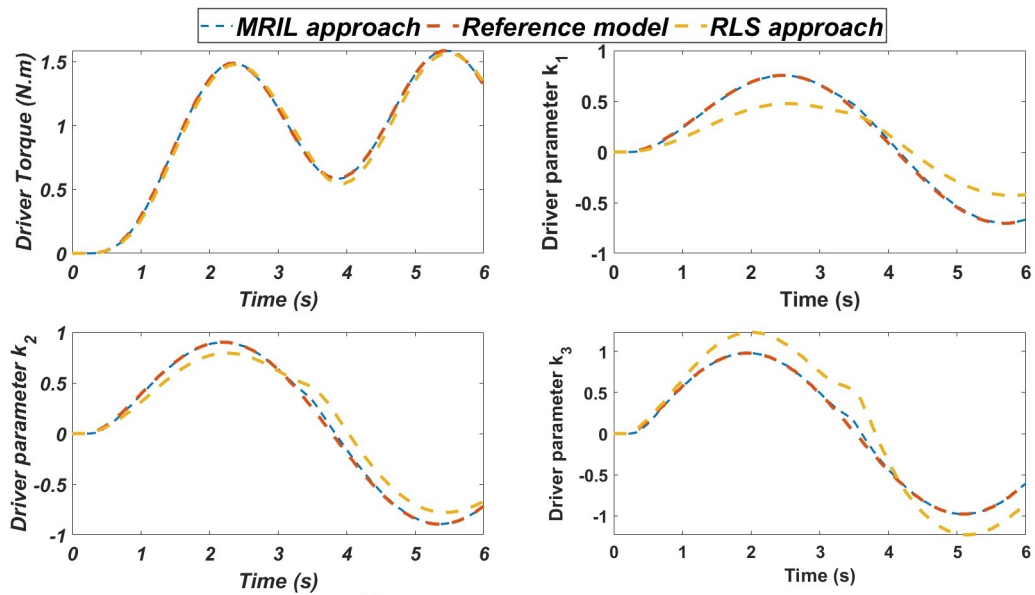 MRIL approach Reference model RLS approach
Driver Torque (N.m)
1.5
1
0.5
0
0 1 2 3 4 5 6
Time (s)
Driver parameter k1
1
0.5
0
-0.5
-1
0 1 2 3 4 5 6
Time (s)
Driver parameter k2
1
0.5
0
-0.5
-1
0 1 2 3 4 5 6
Time (s)
Driver parameter k3
1
0.5
0
-0.5
-1
0 1 2 3 4 5 6
Time (s)